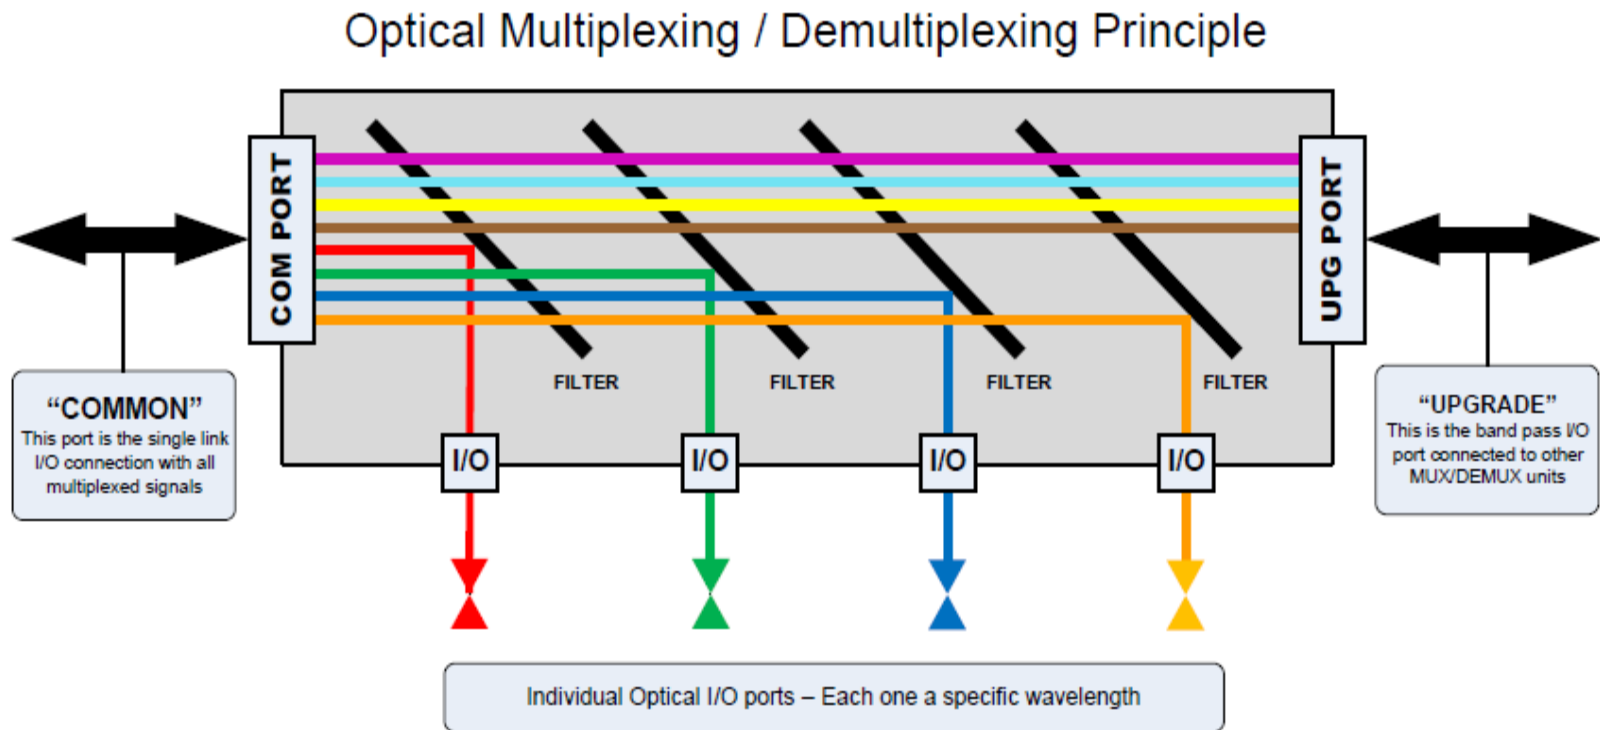 Optical Multiplexing / Demultiplexing Principle
COM PORT
UPG PORT
FILTER
FILTER
FILTER
FILTER
“COMMON”
This port is the single link
I/O connection with all
multiplexed signals
“UPGRADE”
This is the band pass I/O
port connected to other
MUX/DEMUX units
I/O
I/O
I/O
I/O
Individual Optical I/O ports – Each one a specific wavelength